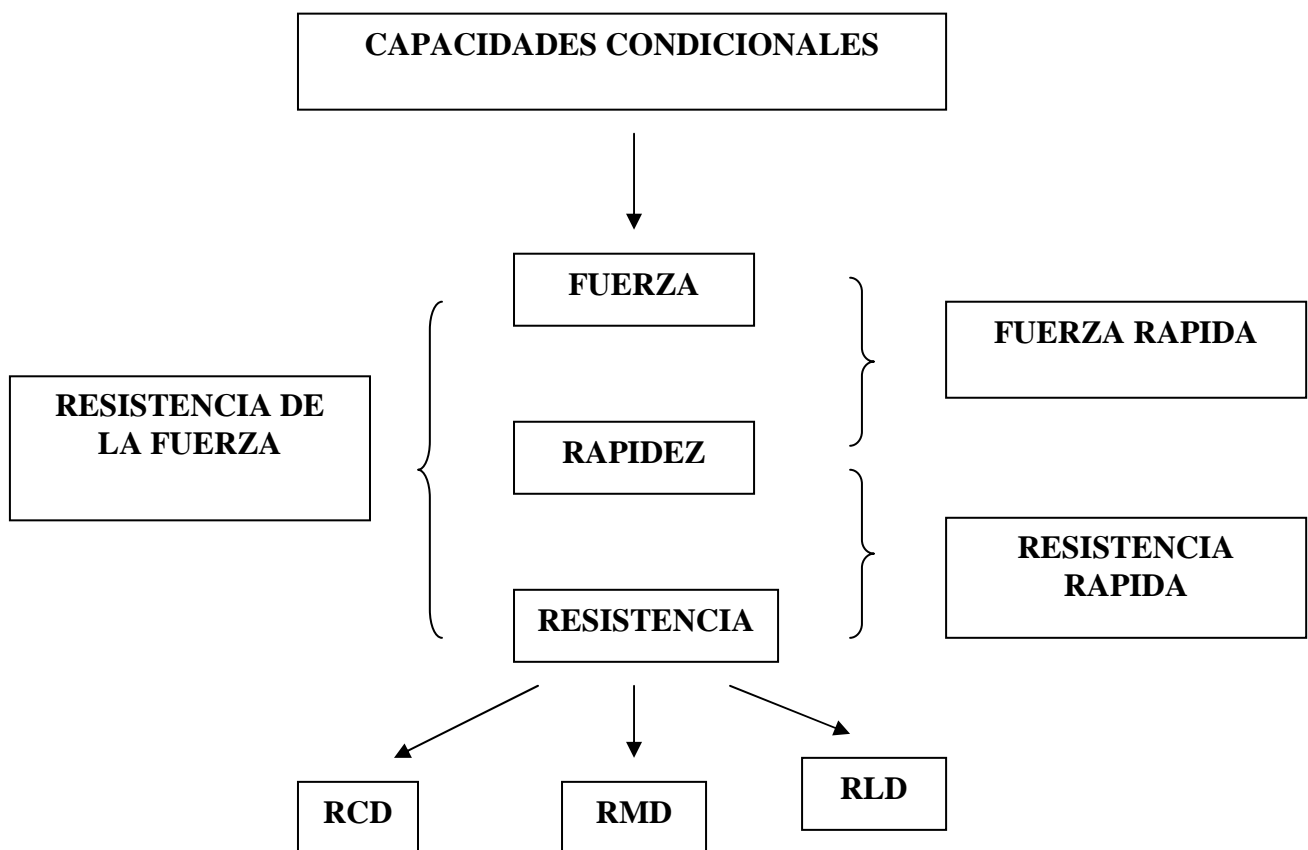 CAPACIDADES CONDICIONALES
FUERZA
FUERZA RAPIDA
RESISTENCIA DE
LA FUERZA
RAPIDEZ
RESISTENCIA
RAPIDA
RESISTENCIA
RCD
RMD
RLD